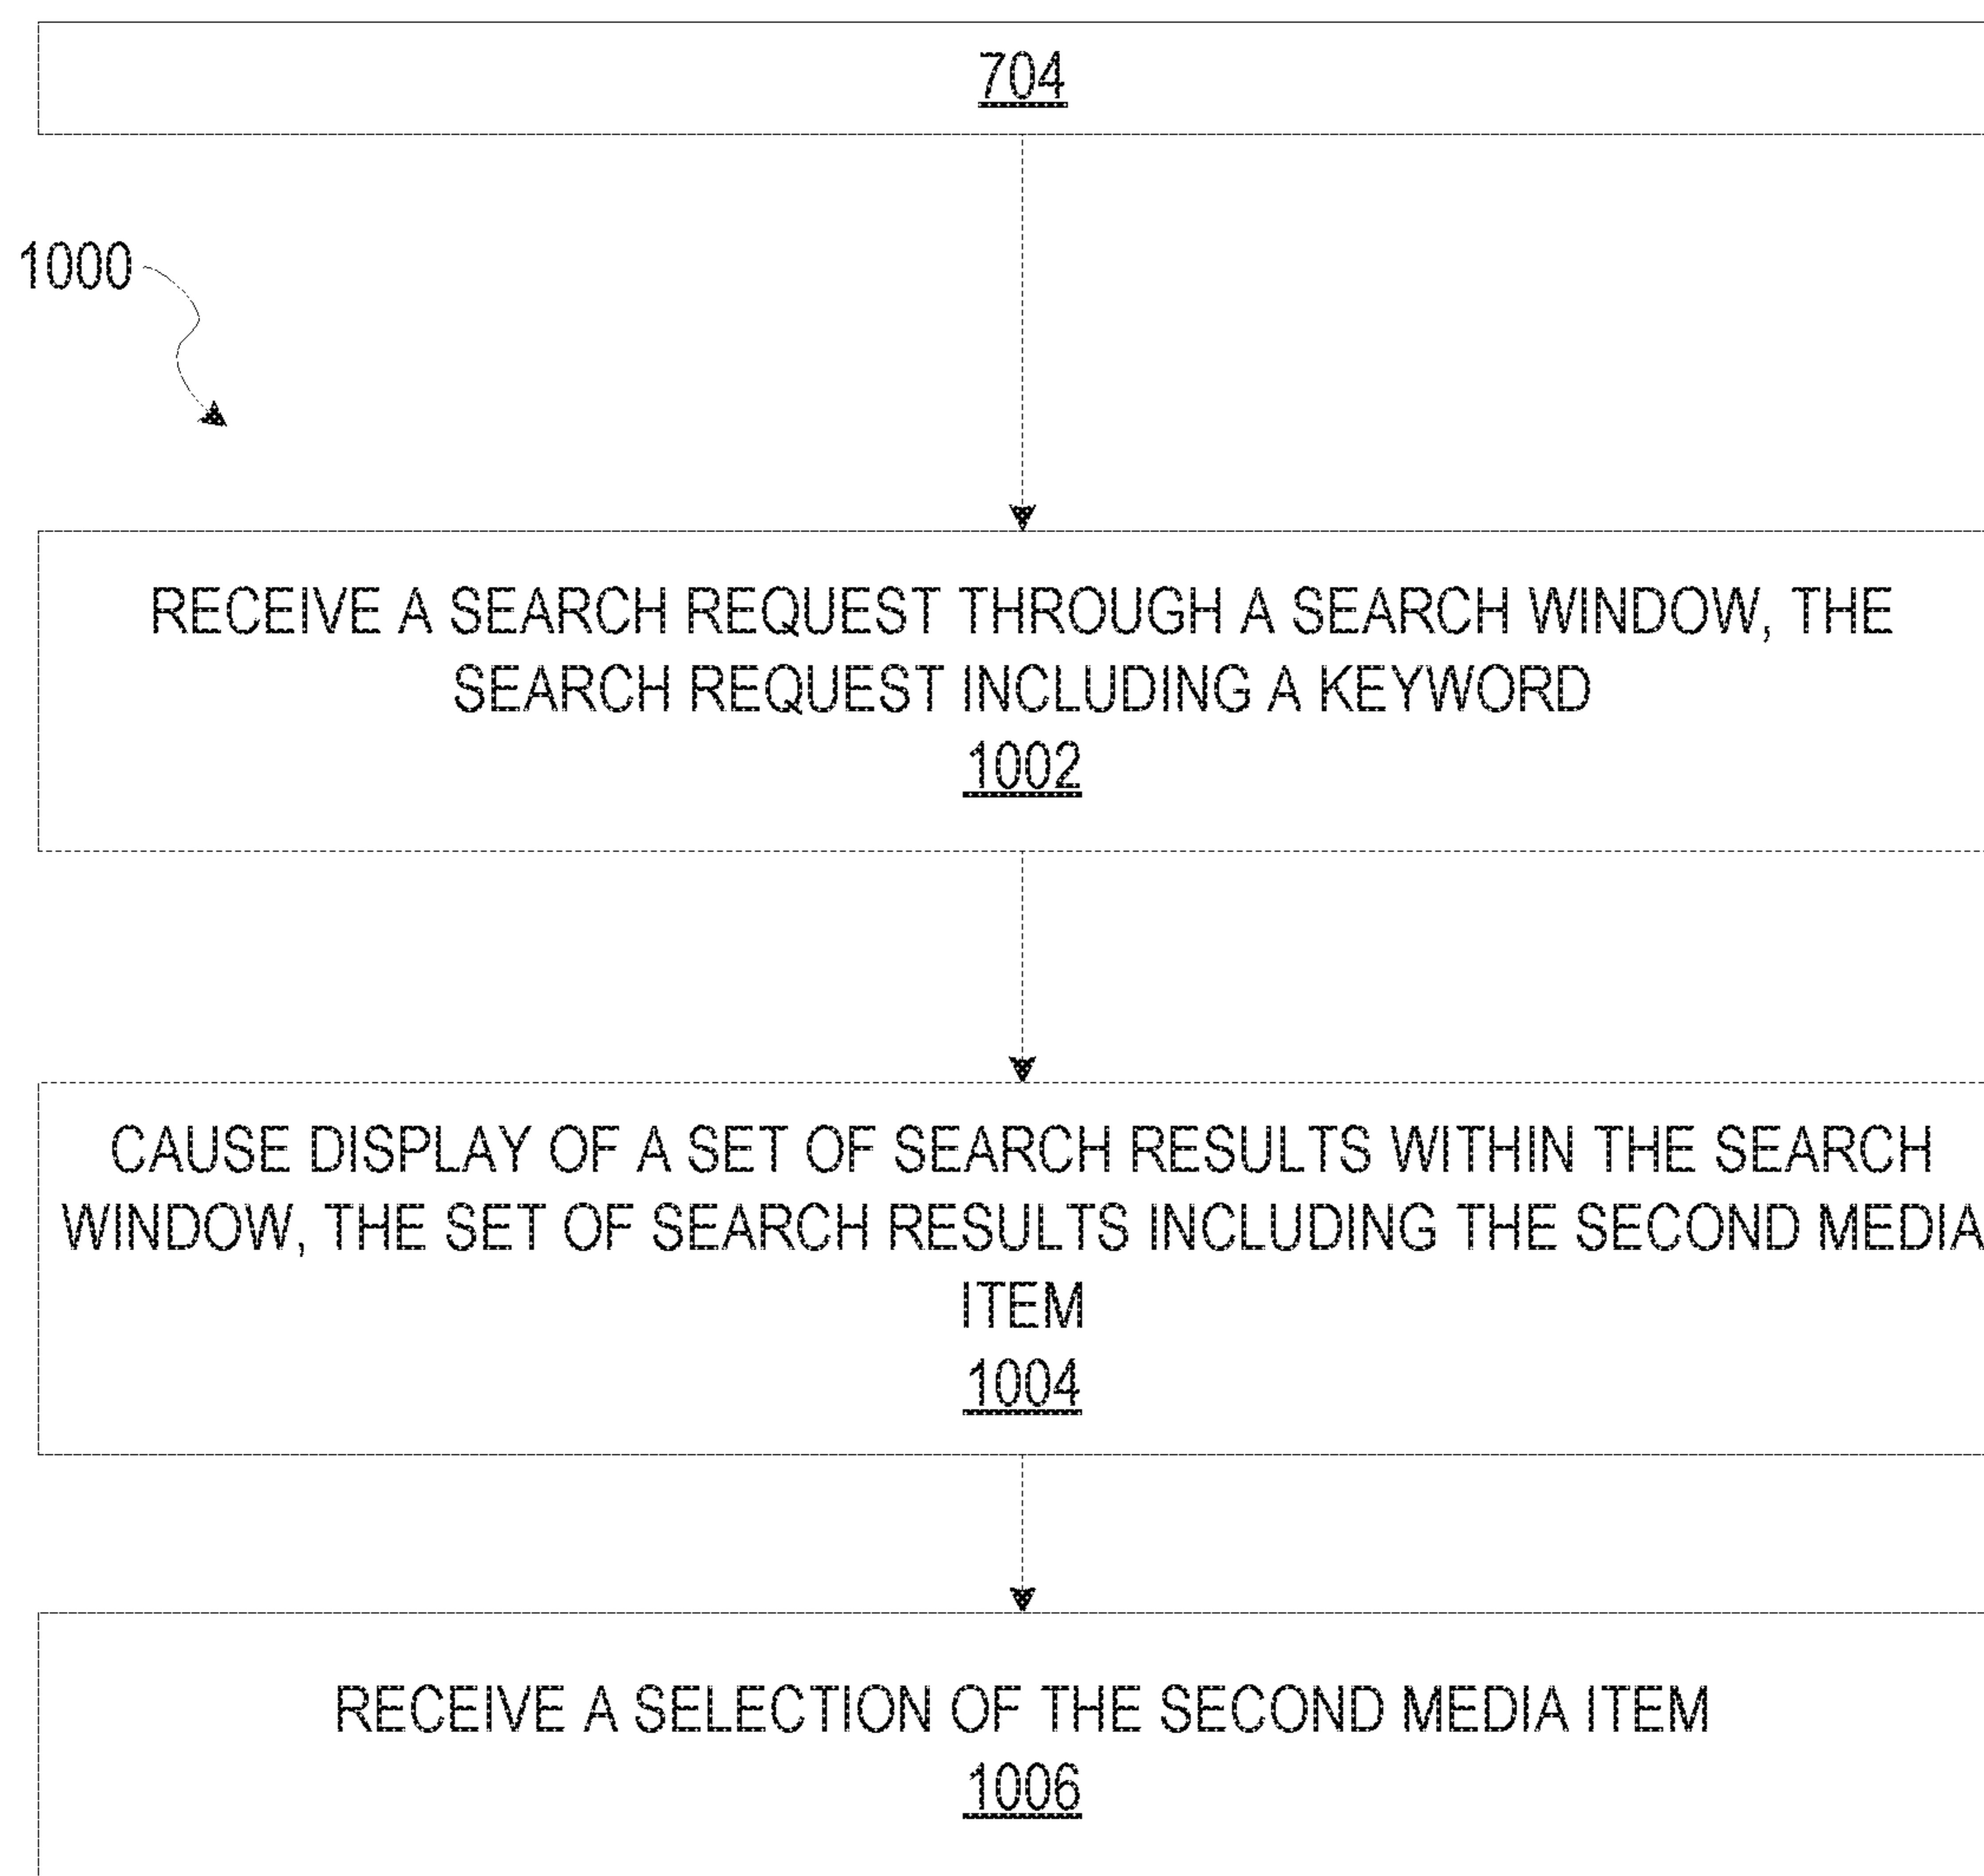 704
1000
RECEIVE A SEARCH REQUEST THROUGH A SEARCH WINDOW, THE
SEARCH REQUEST INCLUDING A KEYWORD
1002
CAUSE DISPLAY OF A SET OF SEARCH RESULTS WITHIN THE SEARCH
WINDOW, THE SET OF SEARCH RESULTS INCLUDING THE SECOND MEDIA
ITEM
1004
RECEIVE A SELECTION OF THE SECOND MEDIA ITEM
1006